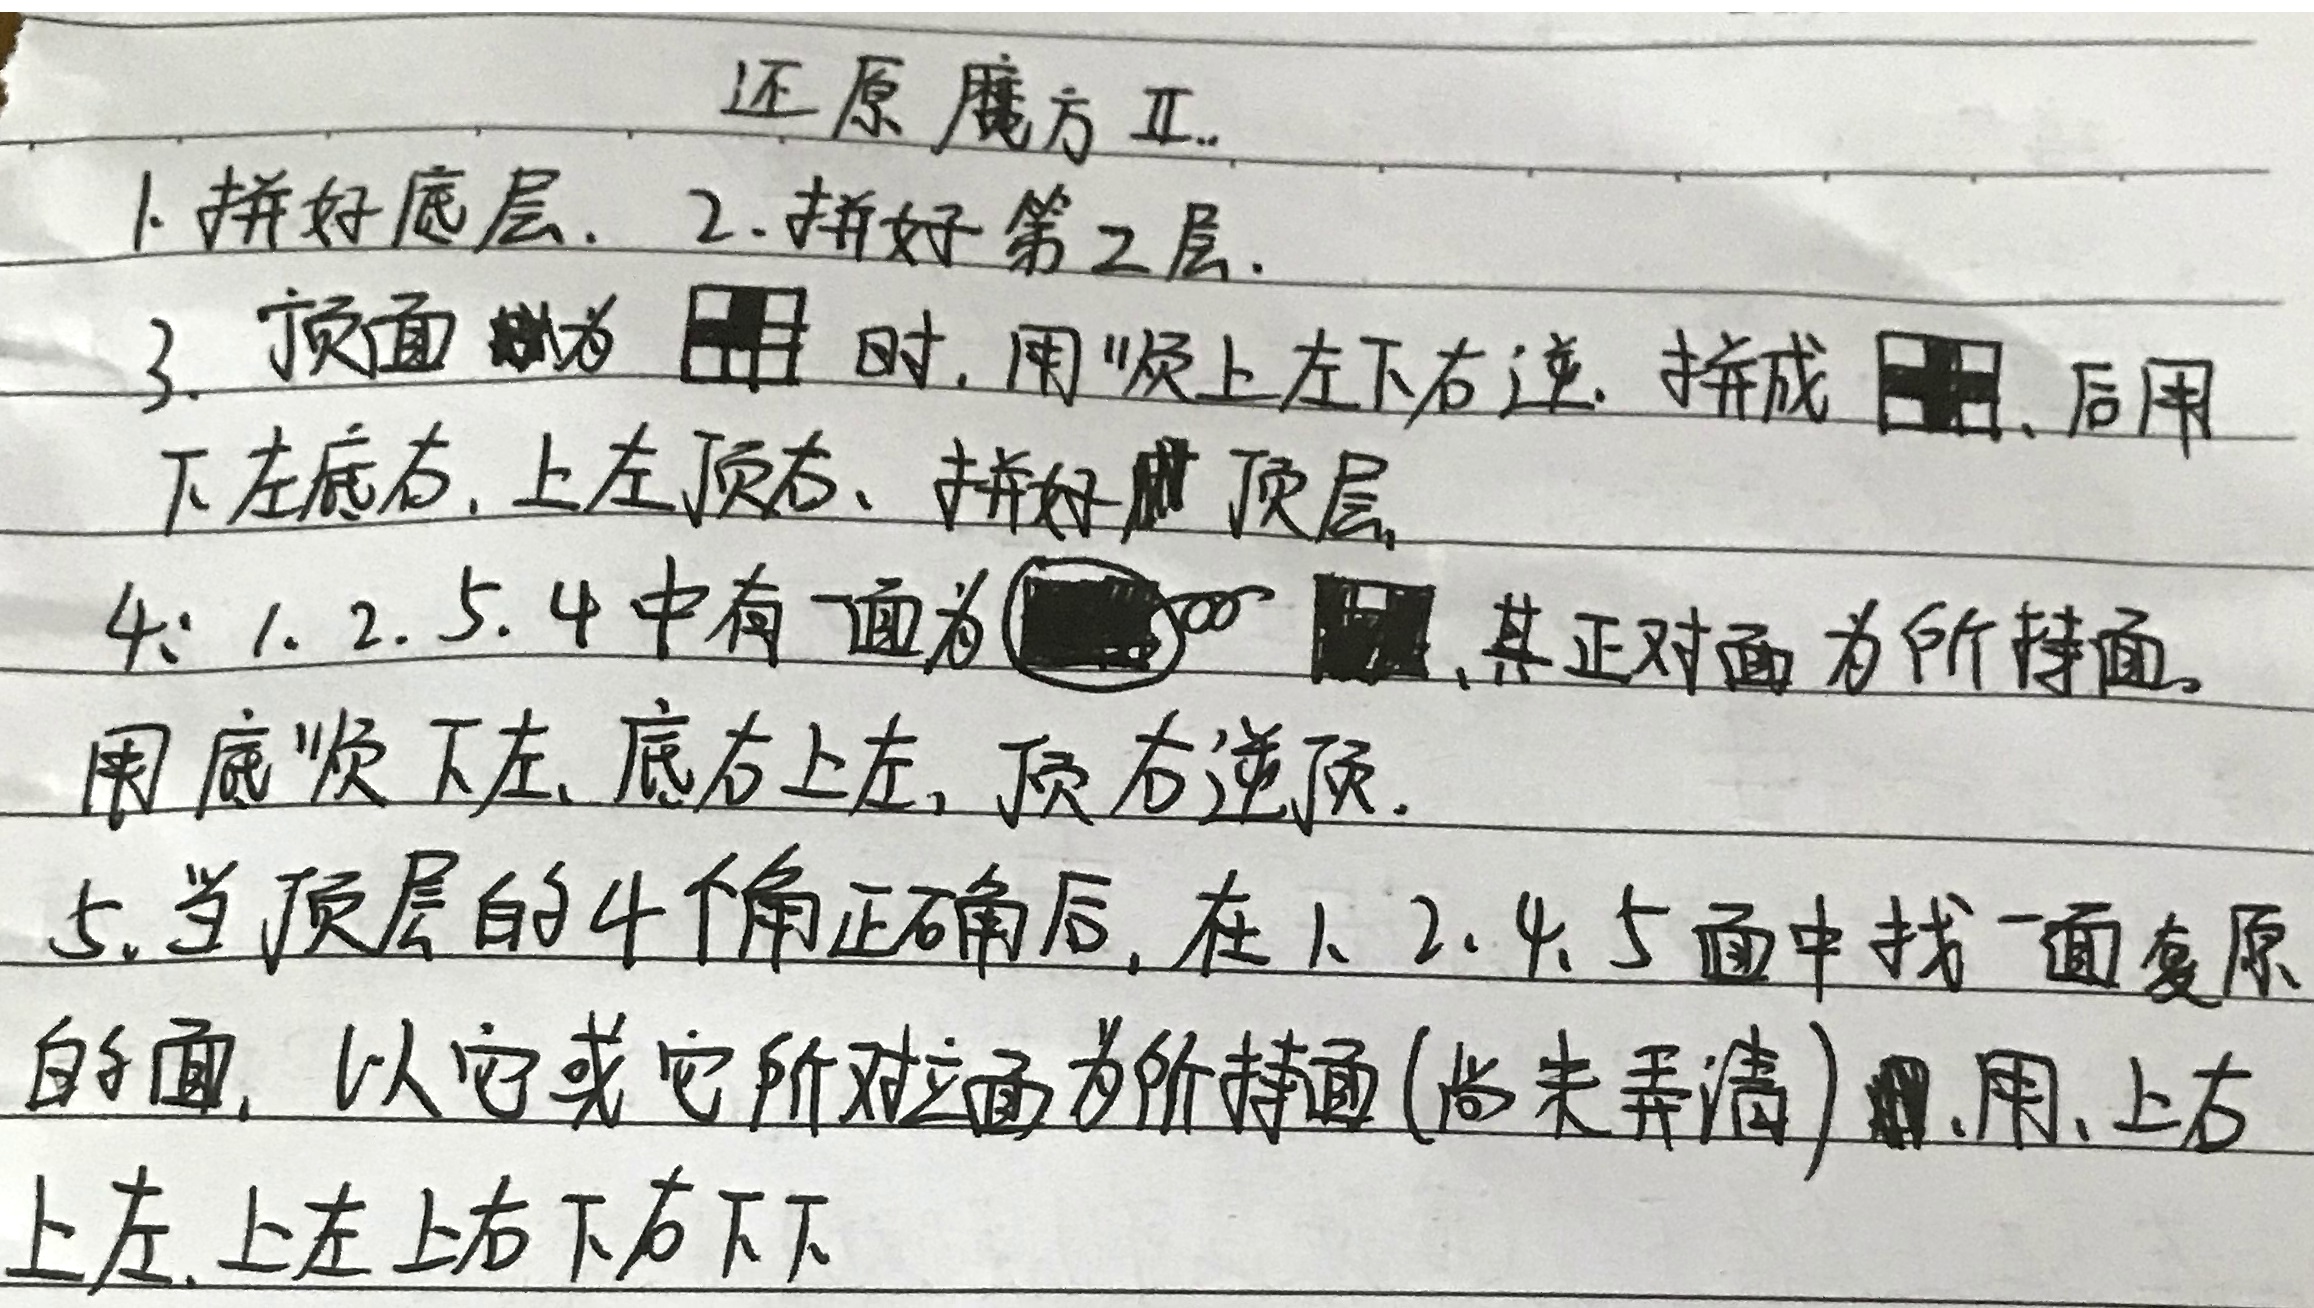 还原魔方 II..
1. 拼好底层. 2. 拼好第2层.
3. 顶面为 时. 用顺上左下右逆. 拼成 、后用
下左底右, 上左顶右、拼好顶层,
4: 1. 2. 5. 4 中有一面为 、其正对面为所持面。
用底顺下左、底右上左, 顶右逆顶.
5. 当顶层的4个角正确后, 在1、2、4、5面中找一面复原
的面, 以它或它所对立面为所持面(尚未弄清)、用、上右
上左、上左上右下右下下